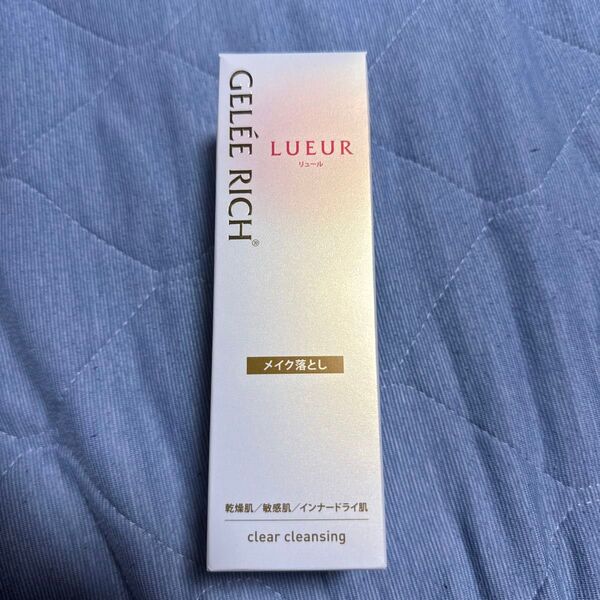 GELÉE RICH®
LUEUR
リュール
メイク落とし
乾燥肌／敏感肌／インナードライ肌
clear cleansing